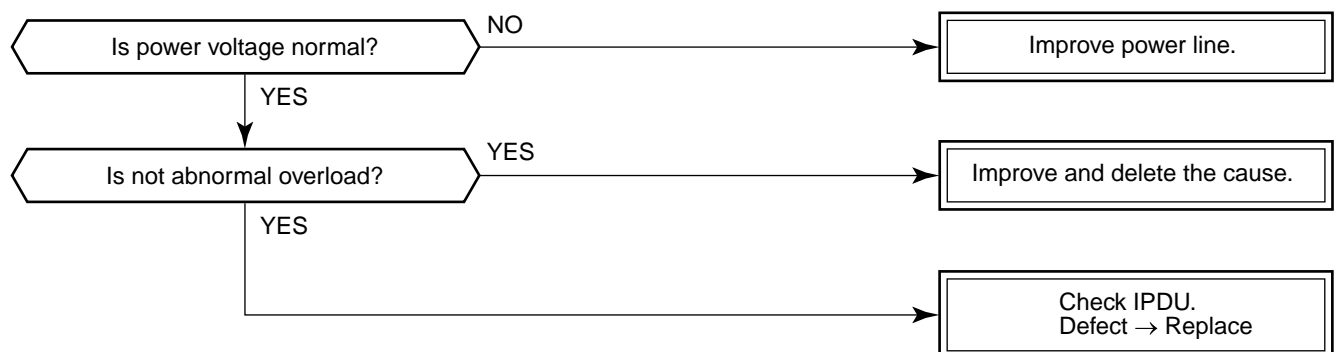 Is power voltage normal?
NO
Improve power line.
YES
Is not abnormal overload?
YES
Improve and delete the cause.
YES
Check IPDU.
Defect → Replace